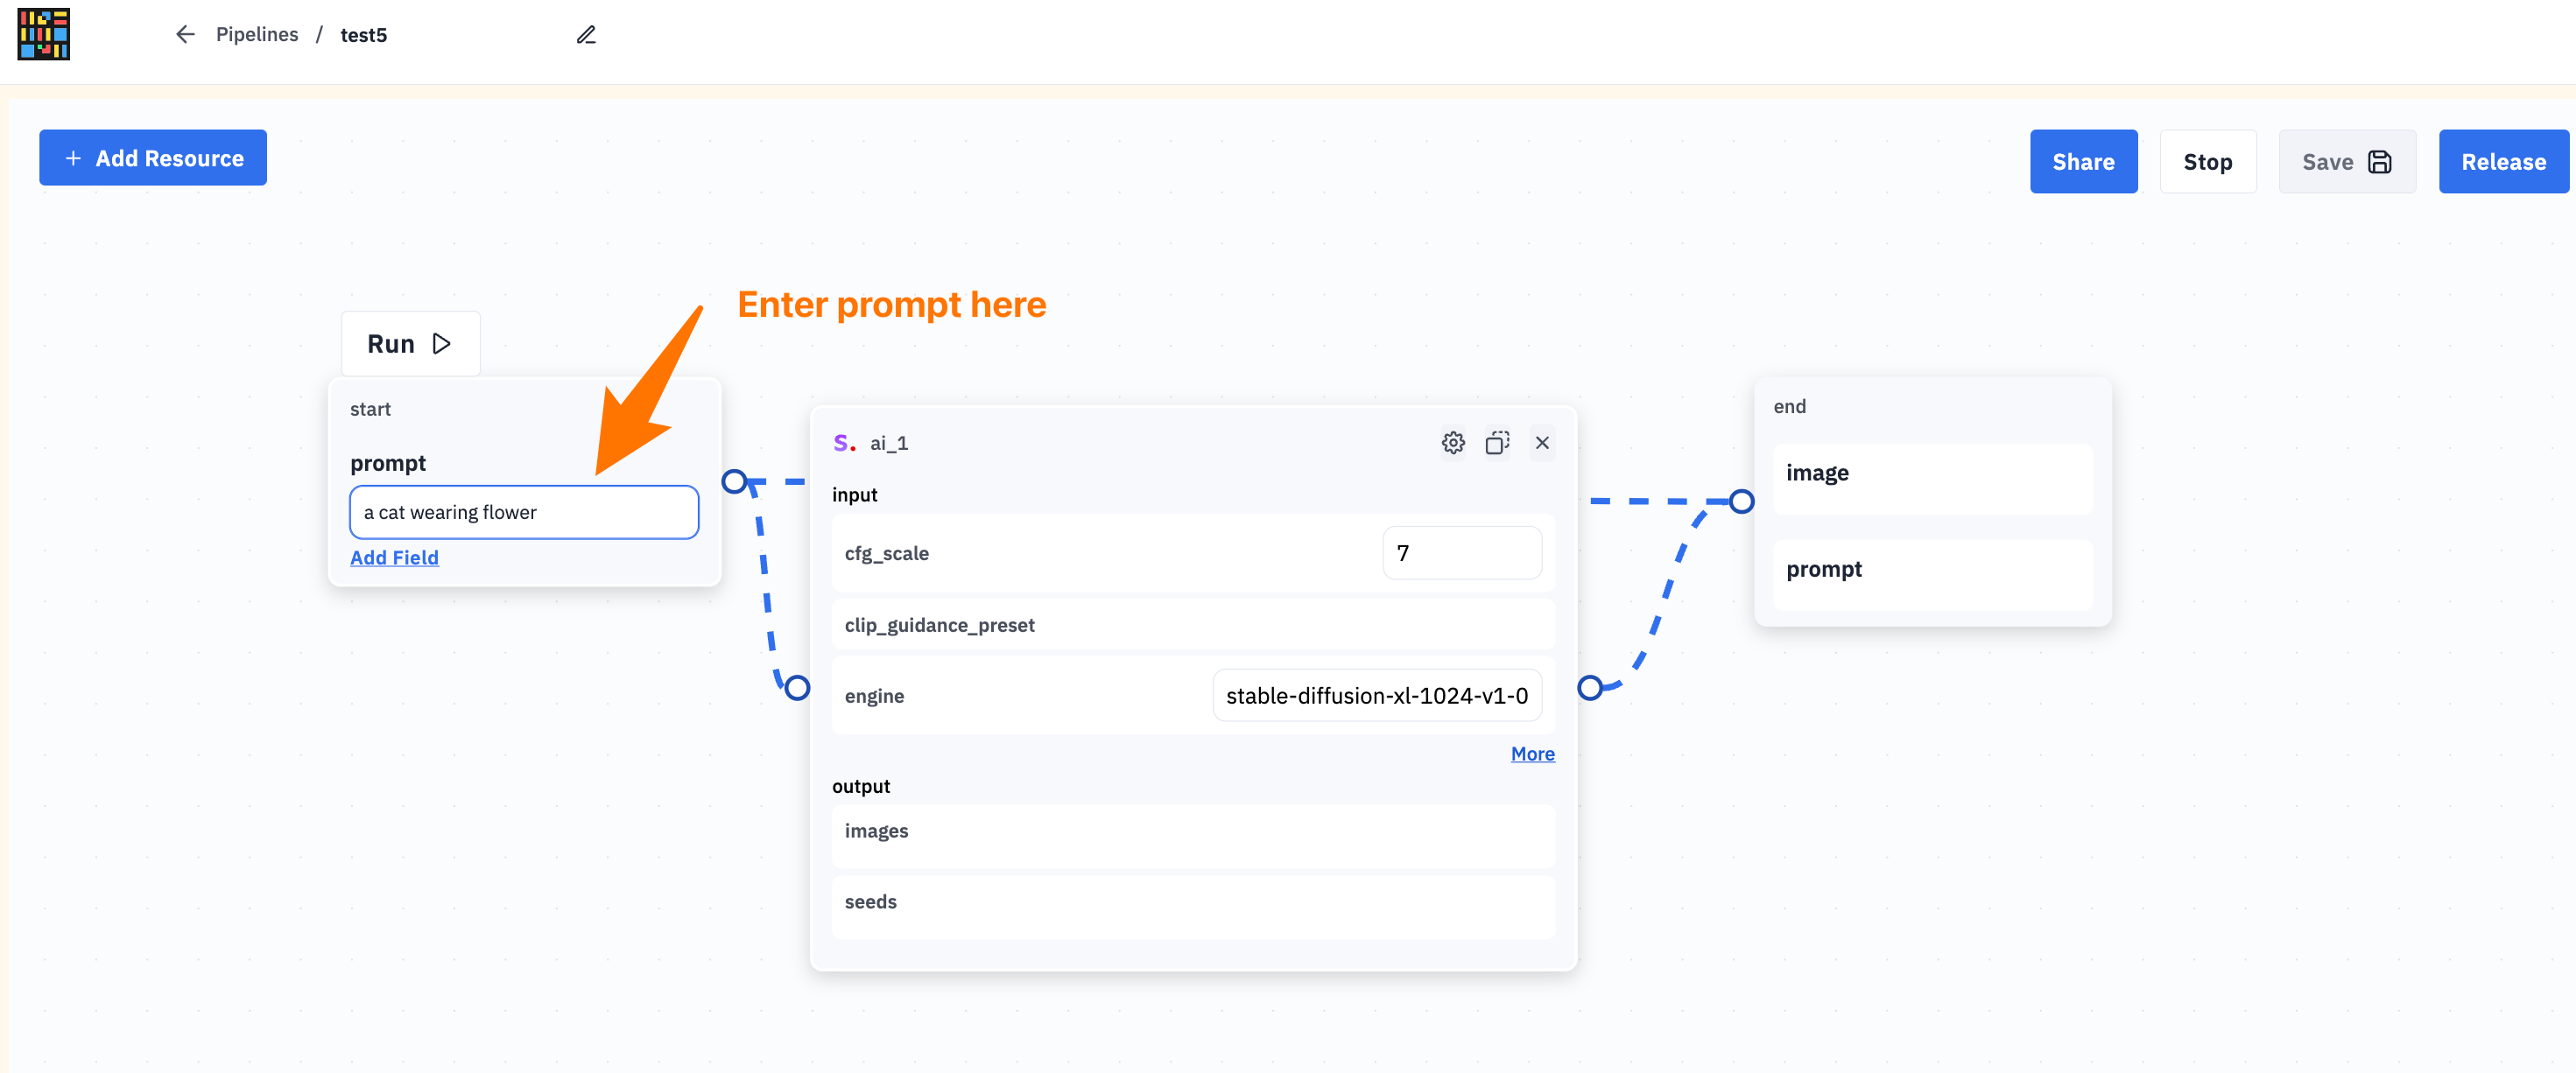 Pipelines / test5
+ Add Resource
Share
Stop
Save
Release
Enter prompt here
Run
start
prompt
a cat wearing flower
Add Field
S. ai_1
input
cfg_scale 7
clip_guidance_preset
engine stable-diffusion-xl-1024-v1-0
More
output
images
seeds
end
image
prompt